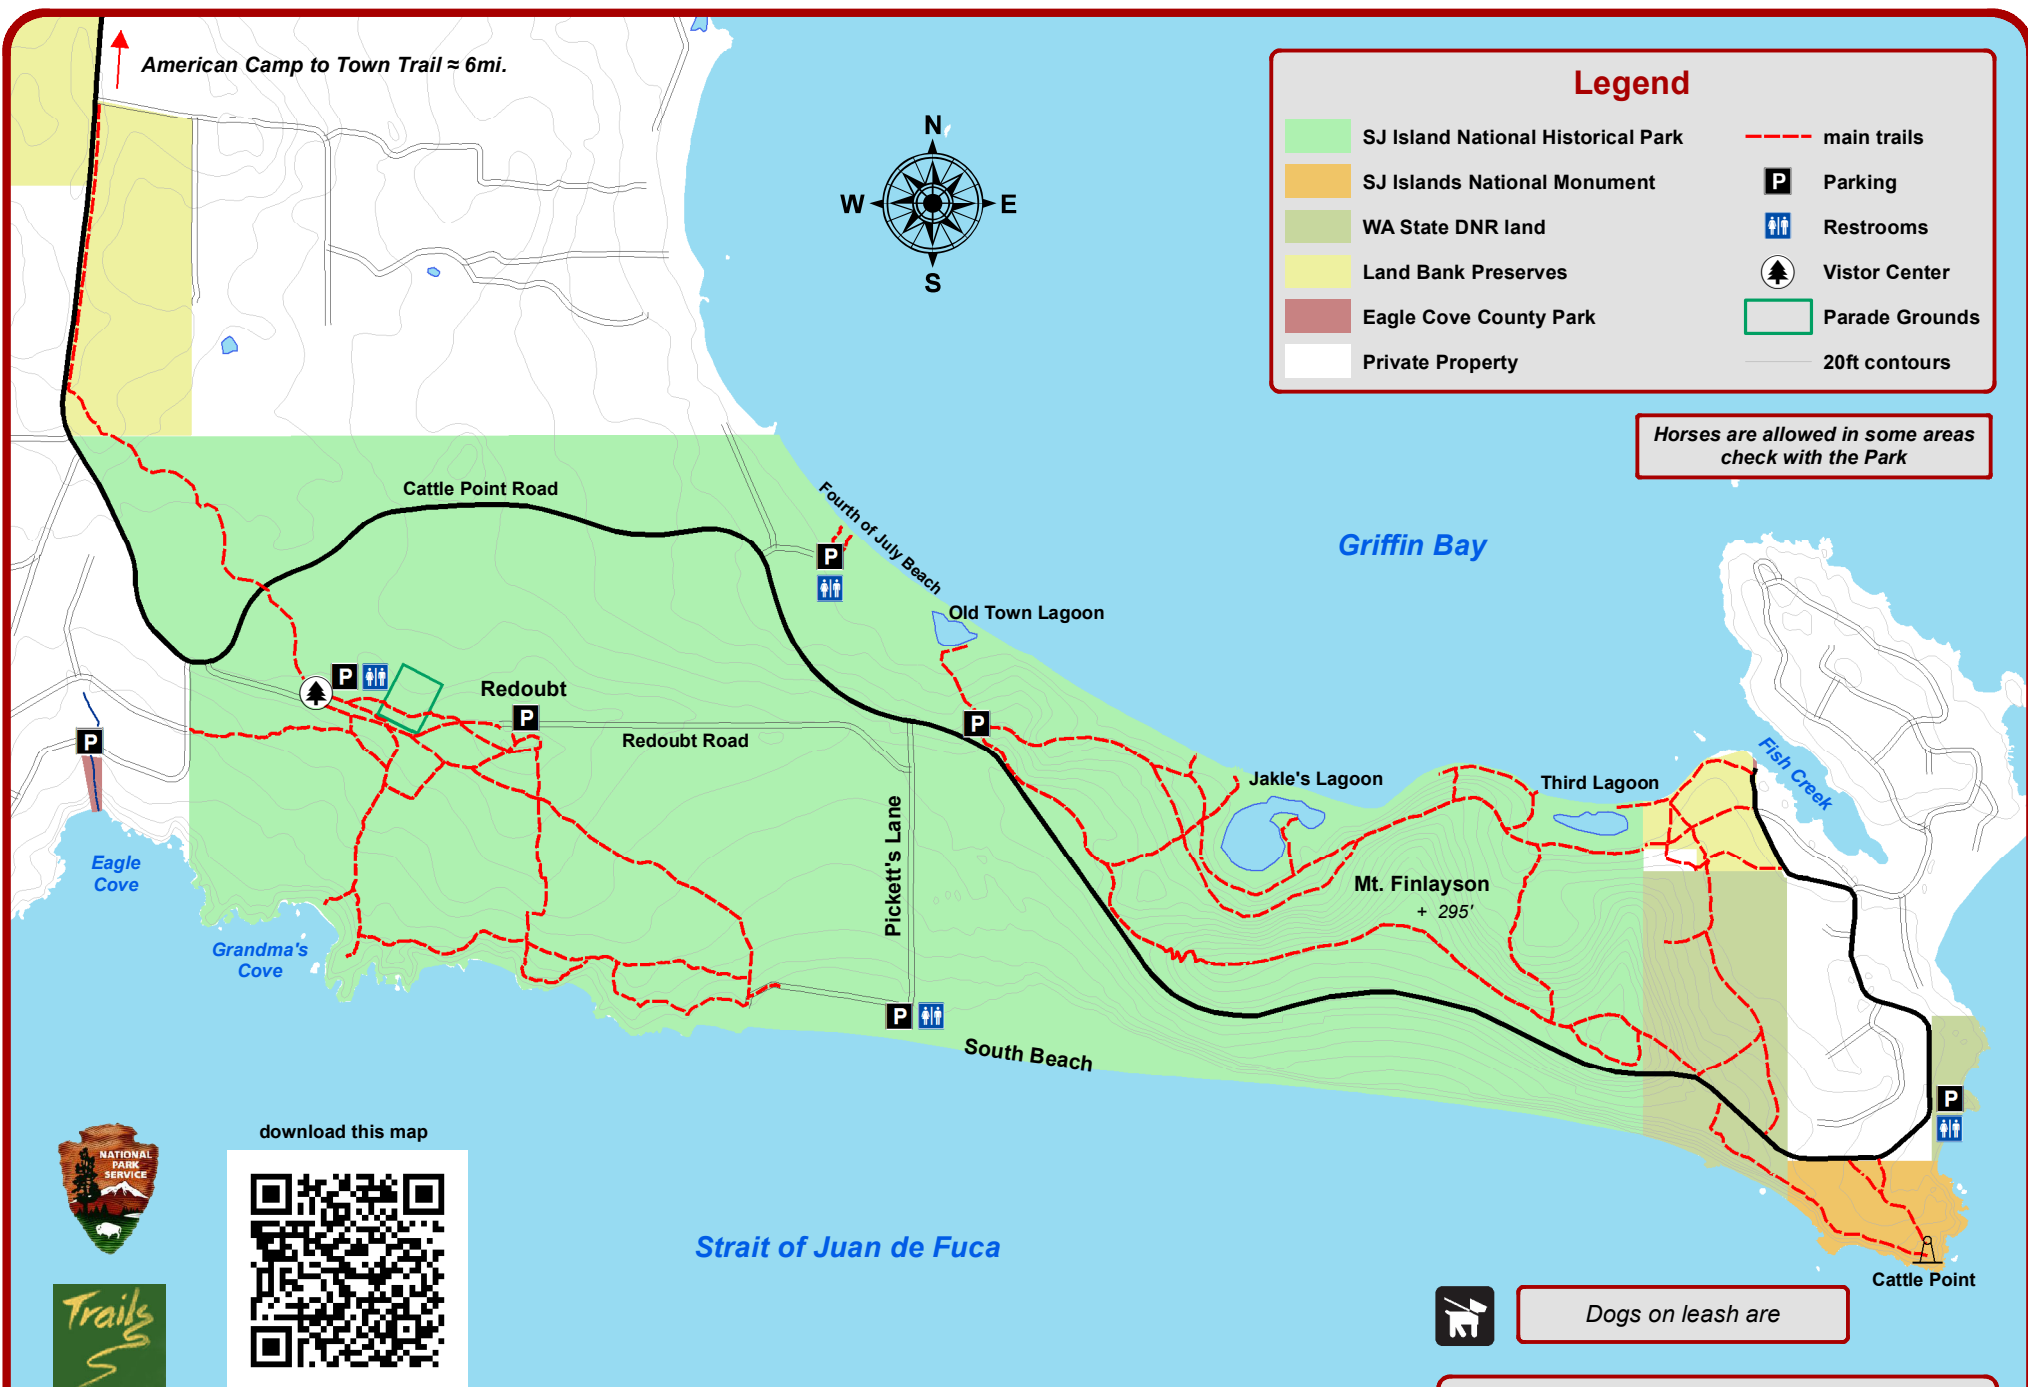 American Camp to Town Trail ≈ 6mi.
N
W
E
S
Legend
SJ Island National Historical Park
SJ Islands National Monument
WA State DNR land
Land Bank Preserves
Eagle Cove County Park
Private Property
main trails
P
Parking
Restrooms
Vistor Center
Parade Grounds
20ft contours
Horses are allowed in some areas
check with the Park
Cattle Point Road
Fourth of July Beach
P
Griffin Bay
Old Town Lagoon
P
Redoubt
P
P
Redoubt Road
P
Pickett's Lane
Jakle's Lagoon
Third Lagoon
Fish Creek
Eagle
Cove
Mt. Finlayson
+ 295'
Grandma's
Cove
P
South Beach
P
download this map
NATIONAL
PARK
SERVICE
Strait of Juan de Fuca
Cattle Point
Trails
Dogs on leash are